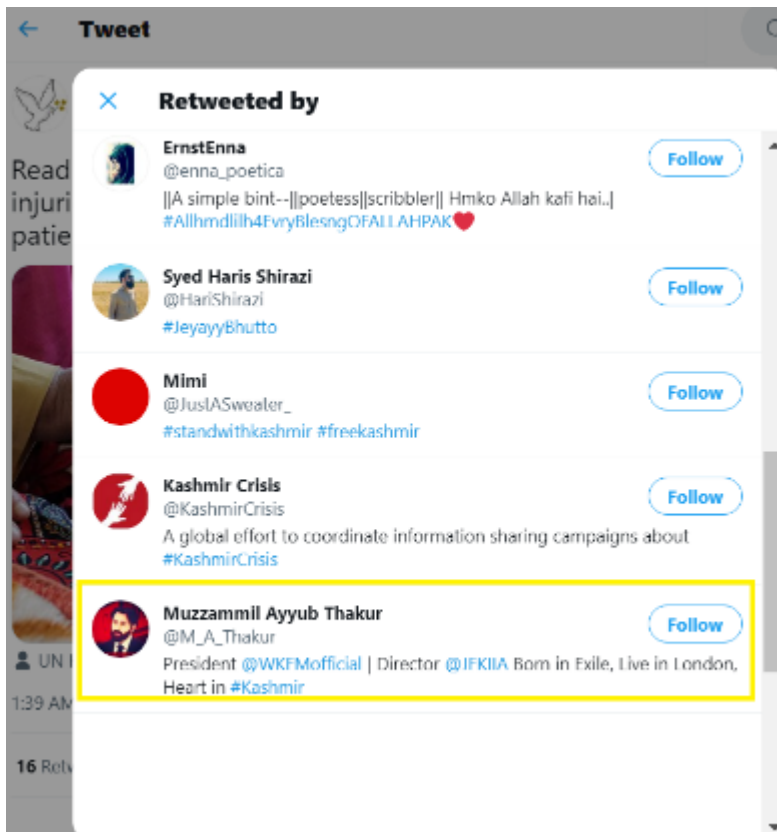 Tweet
Retweeted by
Read
injuri
patie
ErnstEnna
@enna_poetica
Follow
||A simple bint--||poetess||scribbler|| Hmko Allah kafi hai..|
#Allhmdlilh4EvryBlesngOFALLAHPAK❤
Syed Haris Shirazi
@HariShirazi
Follow
#JeyayyBhutto
Mimi
@JustASweater_
Follow
#standwithkashmir #freekashmir
Kashmir Crisis
@KashmirCrisis
Follow
A global effort to coordinate information sharing campaigns about
#KashmirCrisis
Muzzammil Ayyub Thakur
@M_A_Thakur
Follow
President @WKFMofficial | Director @JFKIIA Born in Exile, Live in London,
Heart in #Kashmir
UN
1:39 AM
16 Retw